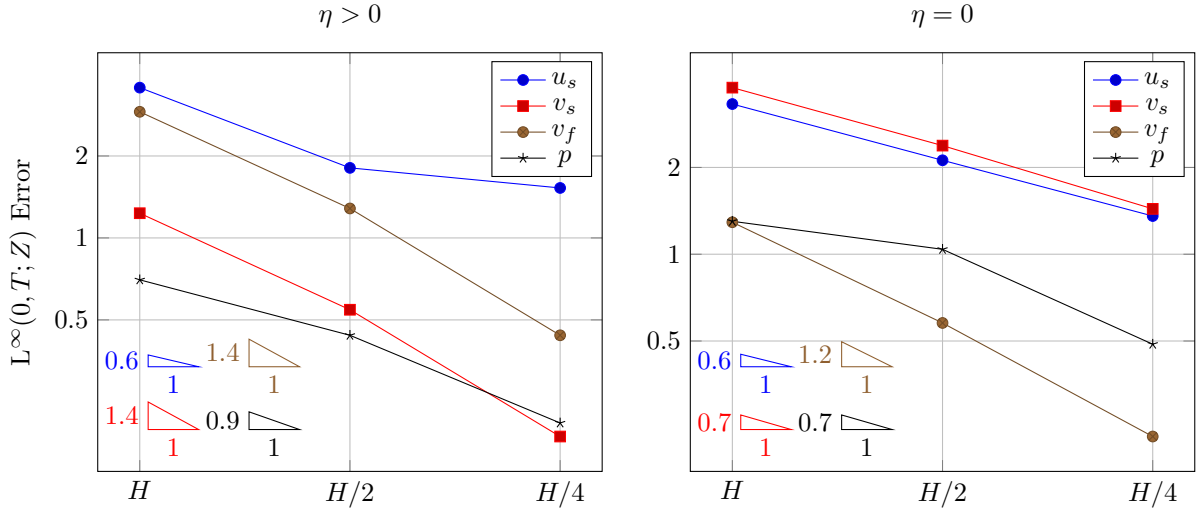 η > 0
L∞(0, T; Z) Error
2
1
0.5
u_s
v_s
v_f
p
0.6
1
1.4
1
1.4
1
0.9
1
H
H/2
H/4
η = 0
2
1
0.5
u_s
v_s
v_f
p
0.6
1
1.2
1
0.7
1
0.7
1
H
H/2
H/4